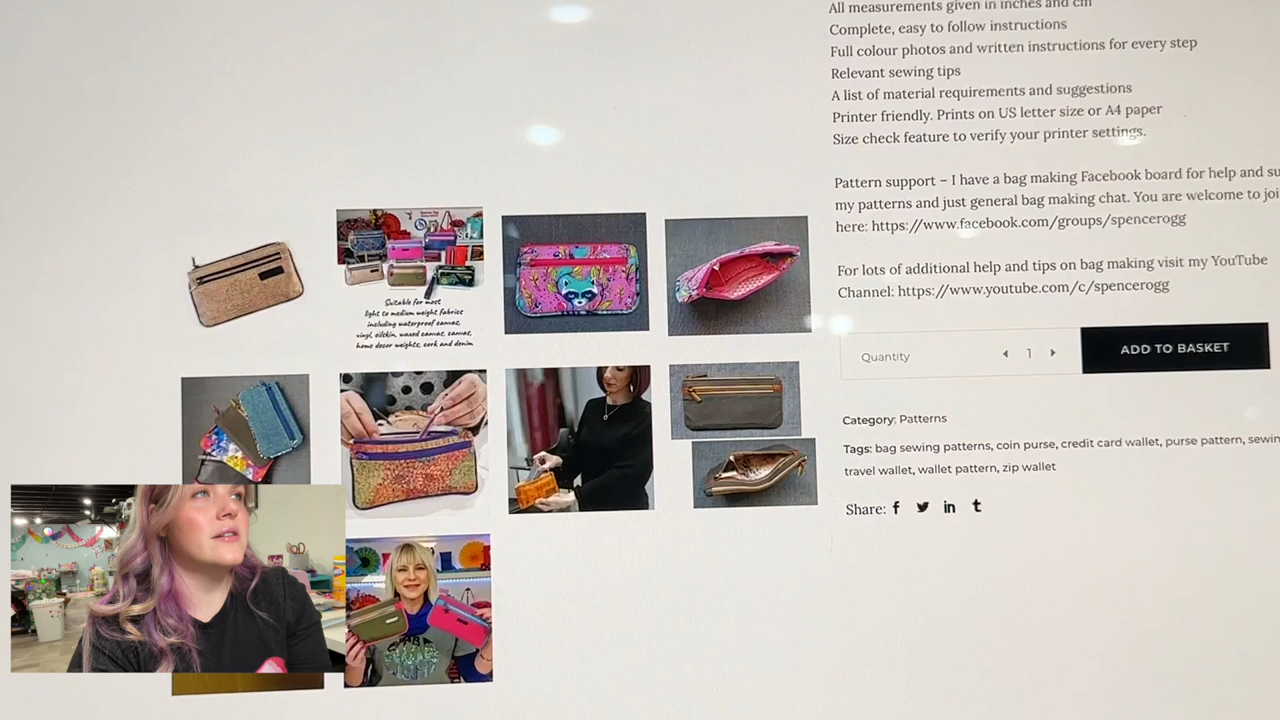 All measurements given in inches and cm
Complete, easy to follow instructions
Full colour photos and written instructions for every step
Relevant sewing tips
A list of material requirements and suggestions
Printer friendly. Prints on US letter size or A4 paper
Size check feature to verify your printer settings.
Pattern support – I have a bag making Facebook board for help and su
my patterns and just general bag making chat. You are welcome to joi
here: https://www.facebook.com/groups/spencerogg
For lots of additional help and tips on bag making visit my YouTube
Channel: https://www.youtube.com/c/spencerogg
Suitable for most
light to medium weight fabrics
including waterproof canvas,
vinyl, oilskin, waxed canvas, canvas,
home decor weights, cork and denim
Quantity 1 ADD TO BASKET
Category: Patterns
Tags: bag sewing patterns, coin purse, credit card wallet, purse pattern, sewin
travel wallet, wallet pattern, zip wallet
Share: f in t